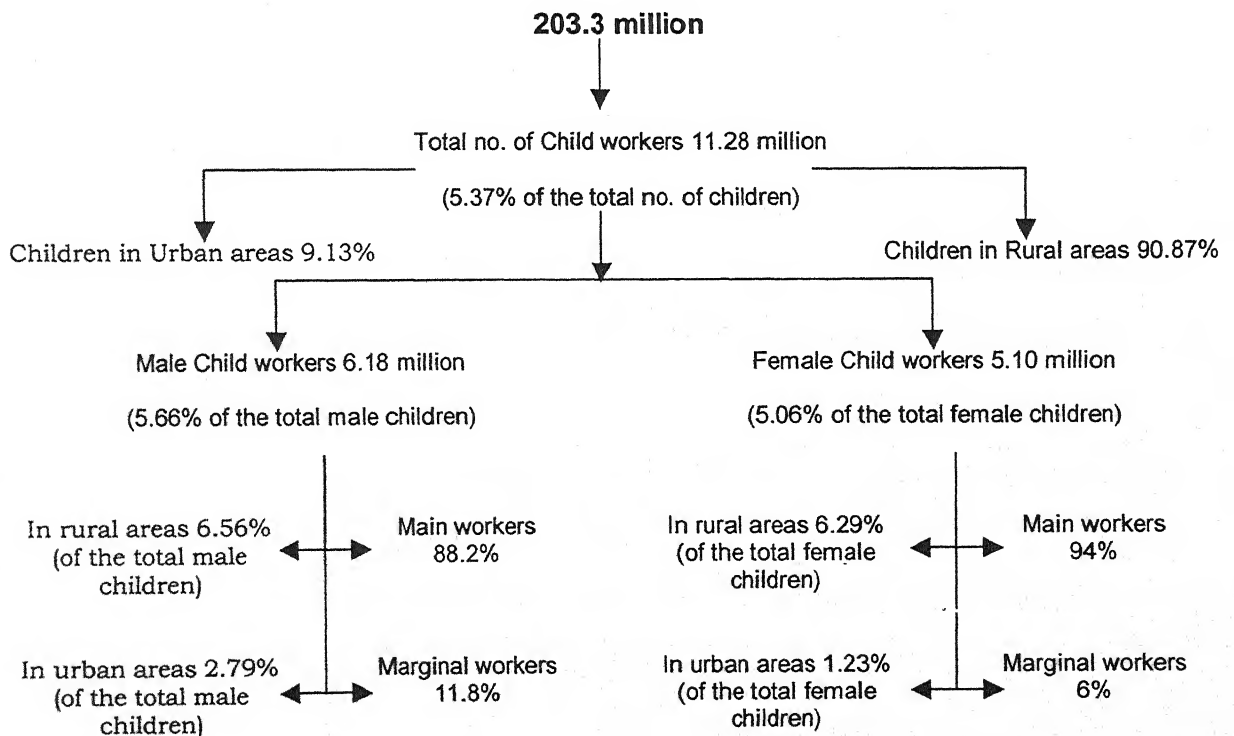 203.3 million
Total no. of Child workers 11.28 million
(5.37% of the total no. of children)
Children in Urban areas 9.13%
Children in Rural areas 90.87%
Male Child workers 6.18 million
(5.66% of the total male children)
Female Child workers 5.10 million
(5.06% of the total female children)
In rural areas 6.56%
(of the total male
children)
Main workers
88.2%
In rural areas 6.29%
(of the total female
children)
Main workers
94%
In urban areas 2.79%
(of the total male
children)
Marginal workers
11.8%
In urban areas 1.23%
(of the total female
children)
Marginal workers
6%